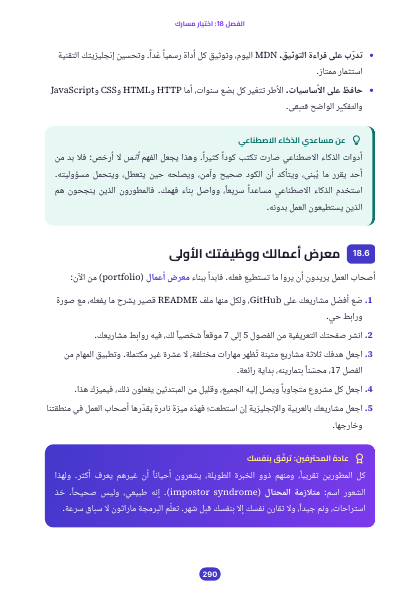 الفصل 18: اختيار مسارك
• تدرّب على قراءة التوثيق. MDN اليوم، وتوثيق كل أداة رسمياً غداً. وتحسين إنجليزيتك التقنية
استثمار ممتاز.
• حافظ على الأساسيات. الأطر تتغير كل بضع سنوات، أما HTTP وHTML وCSS وJavaScript
والتفكير الواضح فتبقى.
عن مساعدي الذكاء الاصطناعي
أدوات الذكاء الاصطناعي صارت تكتب كوداً كثيراً. وهذا يجعل الفهم أثمن لا أرخص: فلا بد من
أحد يقرر ما يُبنى، ويتأكد أن الكود صحيح وآمن، ويصلحه حين يتعطل، ويتحمل مسؤوليته.
استخدم الذكاء الاصطناعي مساعداً سريعاً، وواصل بناء فهمك. فالمطورون الذين ينجحون هم
الذين يستطيعون العمل بدونه.
18.6 معرض أعمالك ووظيفتك الأولى
أصحاب العمل يريدون أن يروا ما تستطيع فعله. فابدأ ببناء معرض أعمال (portfolio) من الآن:
1. ضع أفضل مشاريعك على GitHub، ولكل منها ملف README قصير يشرح ما يفعله، مع صورة
ورابط حي.
2. انشر صفحتك التعريفية من الفصول 5 إلى 7 موقعاً شخصياً لك، فيه روابط مشاريعك.
3. اجعل هدفك ثلاثة مشاريع متينة تُظهر مهارات مختلفة، لا عشرة غير مكتملة. وتطبيق المهام من
الفصل 17، محسّناً بتمارينه، بداية رائعة.
4. اجعل كل مشروع متجاوباً ويصل إليه الجميع، وقليل من المبتدئين يفعلون ذلك، فيميزك هذا.
5. اجعل مشاريعك بالعربية والإنجليزية إن استطعت؛ فهذه ميزة نادرة يقدّرها أصحاب العمل في منطقتنا
وخارجها.
عادة المحترفين: ترفّق بنفسك
كل المطورين تقريباً، ومنهم ذوو الخبرة الطويلة، يشعرون أحياناً أن غيرهم يعرف أكثر. ولهذا
الشعور اسم: متلازمة المحتال (impostor syndrome). إنه طبيعي، وليس صحيحاً. خذ
استراحات، ونم جيداً، ولا تقارن نفسك إلا بنفسك قبل شهر. تعلّم البرمجة ماراثون لا سباق سرعة.
290